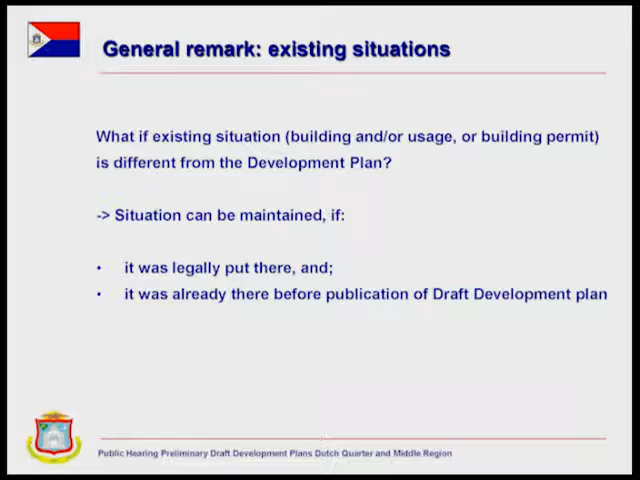 General remark: existing situations
What if existing situation (building and/or usage, or building permit)
is different from the Development Plan?
-> Situation can be maintained, if:
• it was legally put there, and;
• it was already there before publication of Draft Development plan
Public Hearing Preliminary Draft Development Plans Dutch Quarter and Middle Region